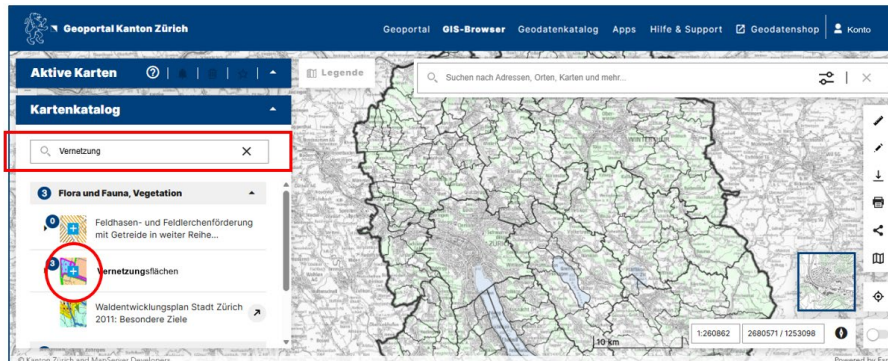 Geoportal Kanton Zürich
Geoportal GIS-Browser Geodatenkatalog Apps Hilfe & Support Geodatenshop Konto
Aktive Karten
Legende
Suchen nach Adressen, Orten, Karten und mehr...
Kartenkatalog
Vernetzung
3 Flora und Fauna, Vegetation
0
Feldhasen- und Feldlerchenförderung
mit Getreide in weiter Reihe...
3
Vernetzungsflächen
Waldentwicklungsplan Stadt Zürich
2011: Besondere Ziele
10 km
1:260862
2680571 / 1253098
© Kanton Zürich and MapServer Developers
Powered by